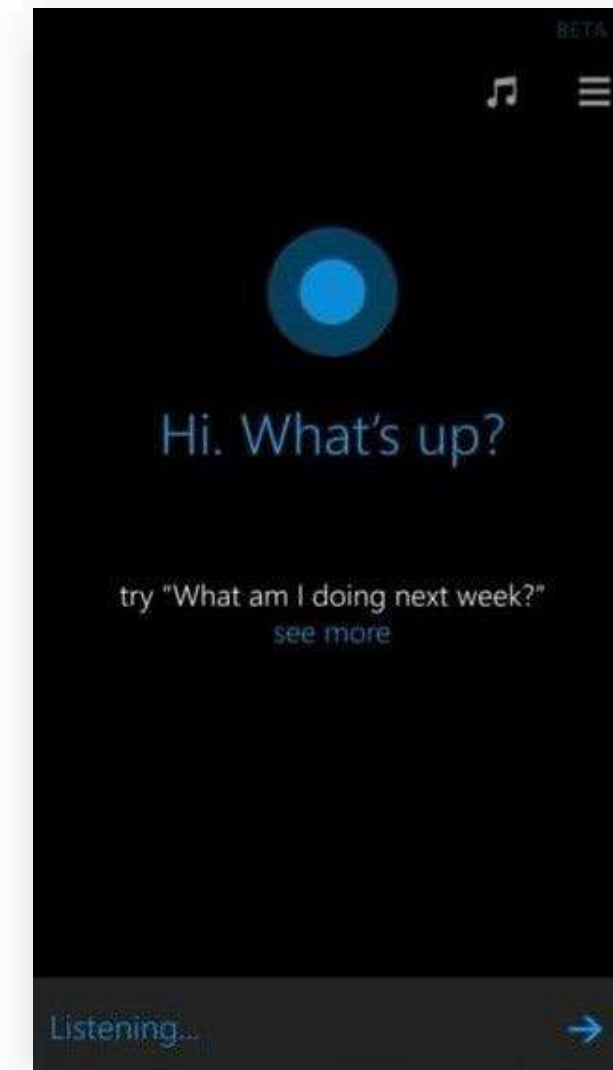 BETA
Hi. What's up?
try "What am I doing next week?"
see more
Listening...